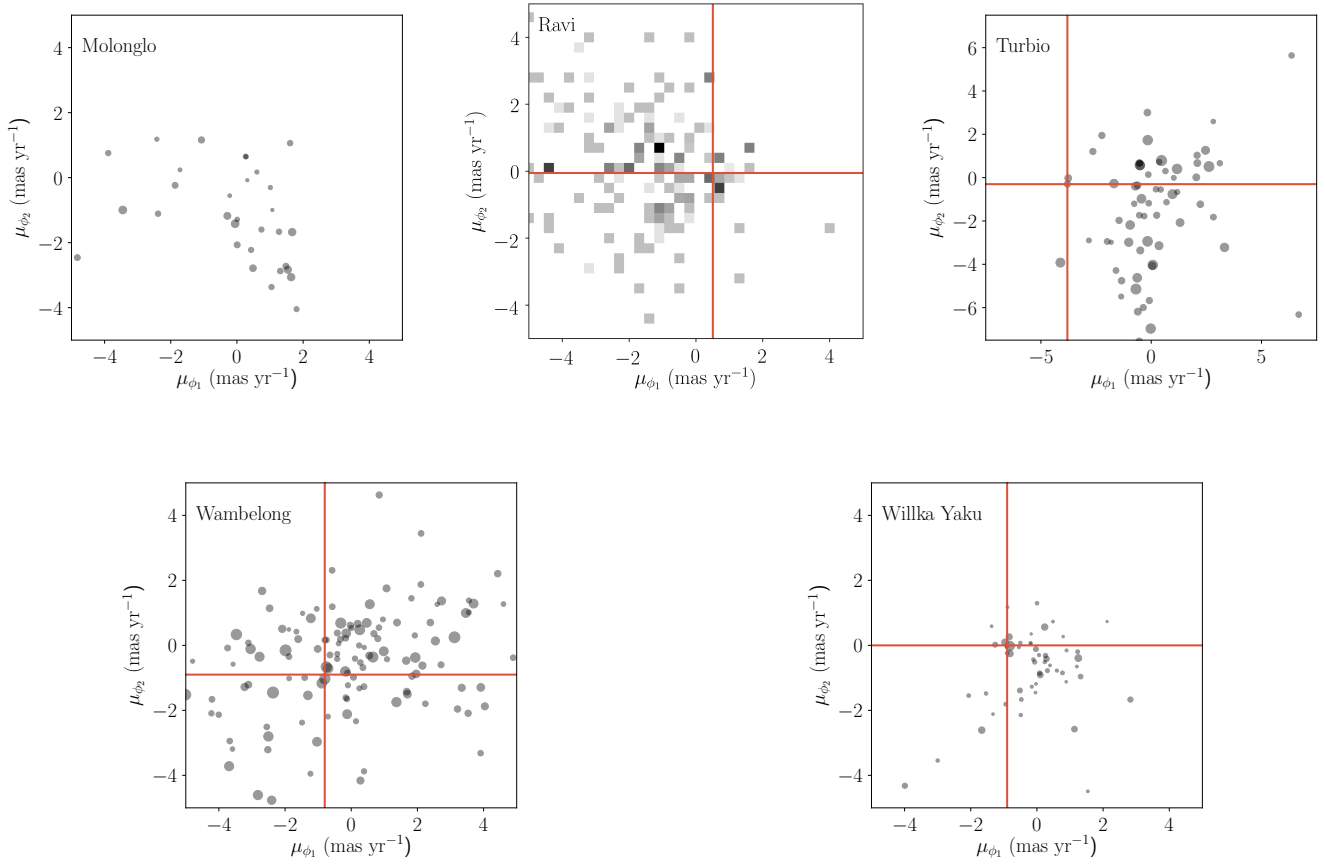 Molonglo
4
2
0
−2
−4
−4 −2 0 2 4
μϕ₂ (mas yr⁻¹)
μϕ₁ (mas yr⁻¹)
Ravi
4
2
0
−2
−4
−4 −2 0 2 4
μϕ₂ (mas yr⁻¹)
μϕ₁ (mas yr⁻¹)
Turbio
6
4
2
0
−2
−4
−6
−5 0 5
μϕ₂ (mas yr⁻¹)
μϕ₁ (mas yr⁻¹)
Wambelong
4
2
0
−2
−4
−4 −2 0 2 4
μϕ₂ (mas yr⁻¹)
μϕ₁ (mas yr⁻¹)
Willka Yaku
4
2
0
−2
−4
−4 −2 0 2 4
μϕ₂ (mas yr⁻¹)
μϕ₁ (mas yr⁻¹)